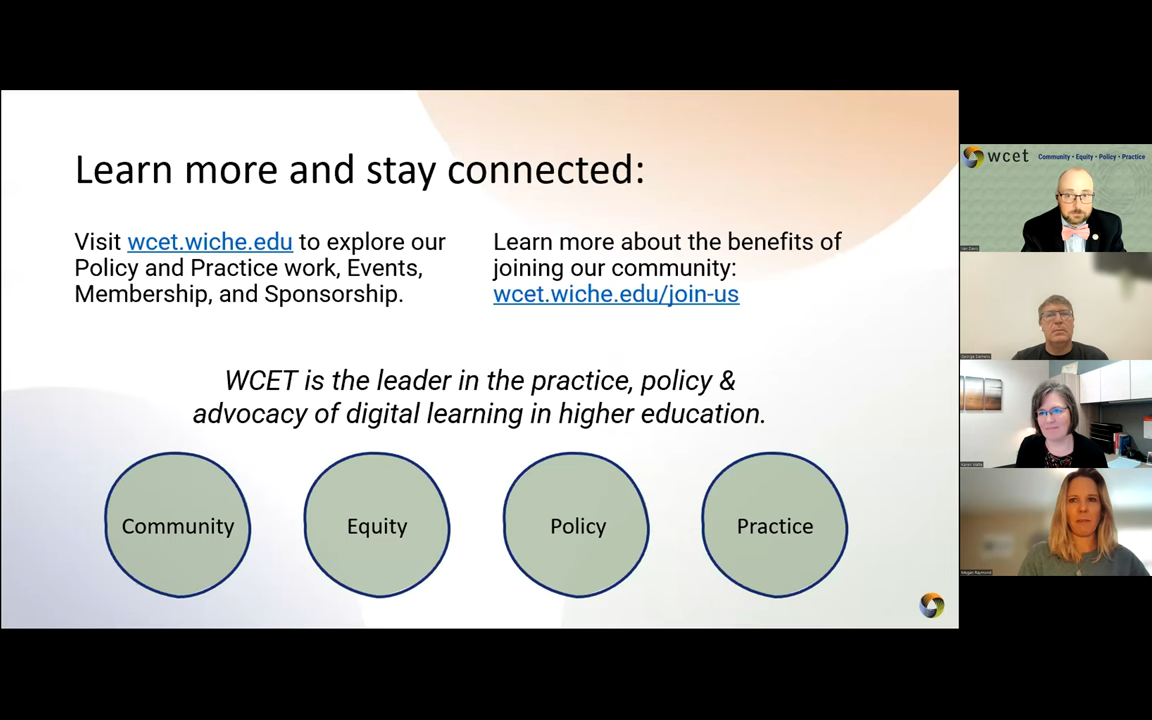 Learn more and stay connected:
Visit wcet.wiche.edu to explore our
Policy and Practice work, Events,
Membership, and Sponsorship.
Learn more about the benefits of
joining our community:
wcet.wiche.edu/join-us
WCET is the leader in the practice, policy &
advocacy of digital learning in higher education.
Community
Equity
Policy
Practice
wcet
Community • Equity • Policy • Practice
Megan Raymond